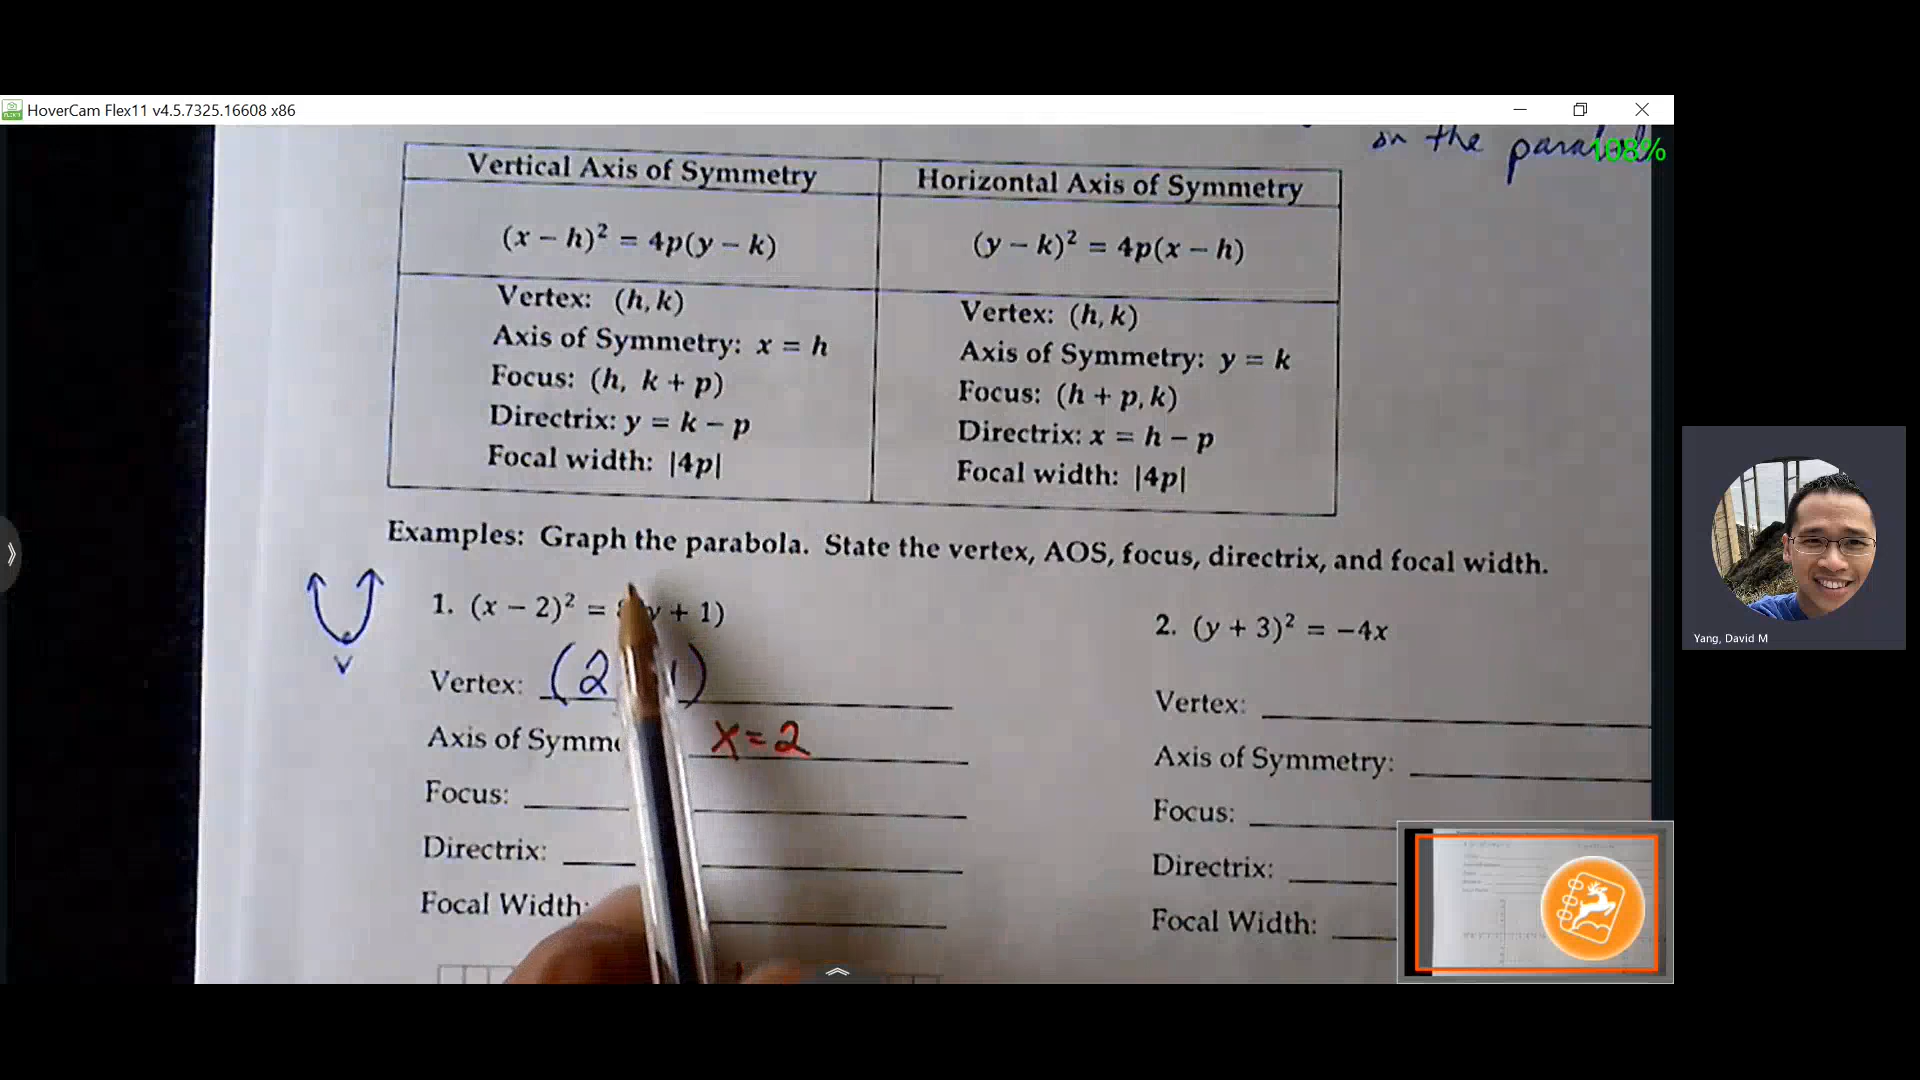 HoverCam Flex11 v4.5.7325.16608 x86
on the
108%
Vertical Axis of Symmetry
Horizontal Axis of Symmetry
(x − h)² = 4p(y − k)
(y − k)² = 4p(x − h)
Vertex: (h, k)
Axis of Symmetry: x = h
Focus: (h, k + p)
Directrix: y = k − p
Focal width: |4p|
Vertex: (h, k)
Axis of Symmetry: y = k
Focus: (h + p, k)
Directrix: x = h − p
Focal width: |4p|
Examples: Graph the parabola. State the vertex, AOS, focus, directrix, and focal width.
V
1. (x − 2)² = y + 1)
Vertex: (2 1)
Axis of x = 2
Focus:
Directrix:
Focal Width:
2. (y + 3)² = −4x
Vertex:
Axis of Symmetry:
Focus:
Directrix:
Focal Width:
Yang, David M